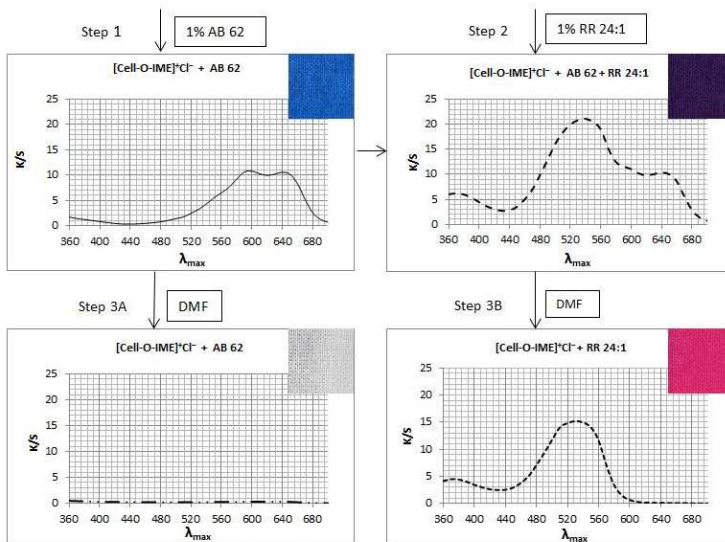 Step 1
1% AB 62
Step 2
1% RR 24:1
[Cell-O-IME]⁺Cl⁻ + AB 62
25
20
15
10
5
0
K/S
360 400 440 480 520 560 600 640 680
λmax
[Cell-O-IME]⁺Cl⁻ + AB 62 + RR 24:1
25
20
15
10
5
0
K/S
360 400 440 480 520 560 600 640 680
λmax
Step 3A
DMF
Step 3B
DMF
[Cell-O-IME]⁺Cl⁻ + AB 62
25
20
15
10
5
0
K/S
360 400 440 480 520 560 600 640 680
λmax
[Cell-O-IME]⁺Cl⁻ + RR 24:1
25
20
15
10
5
0
K/S
360 400 440 480 520 560 600 640 680
λmax